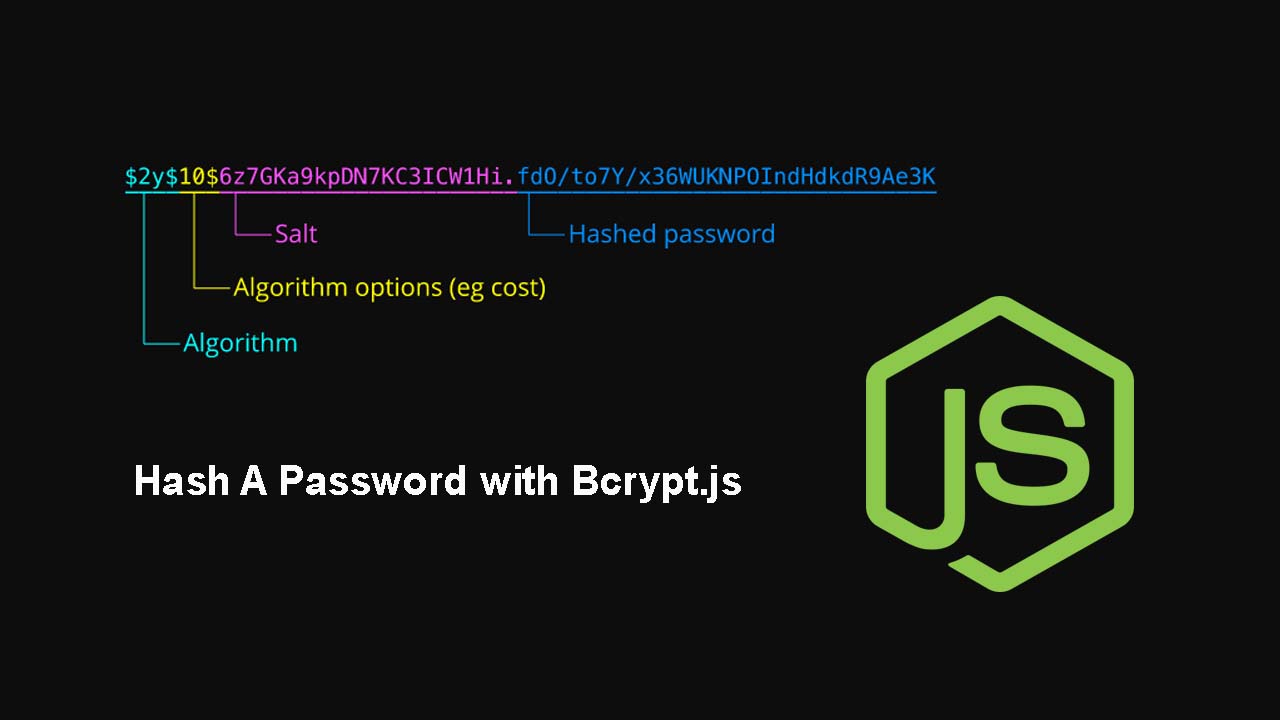 $2y$10$6z7GKa9kpDN7KC3ICW1Hi.fdO/to7Y/x36WUKNPOIndHdkdR9Ae3K
Salt
Hashed password
Algorithm options (eg cost)
Algorithm
Hash A Password with Bcrypt.js
JS